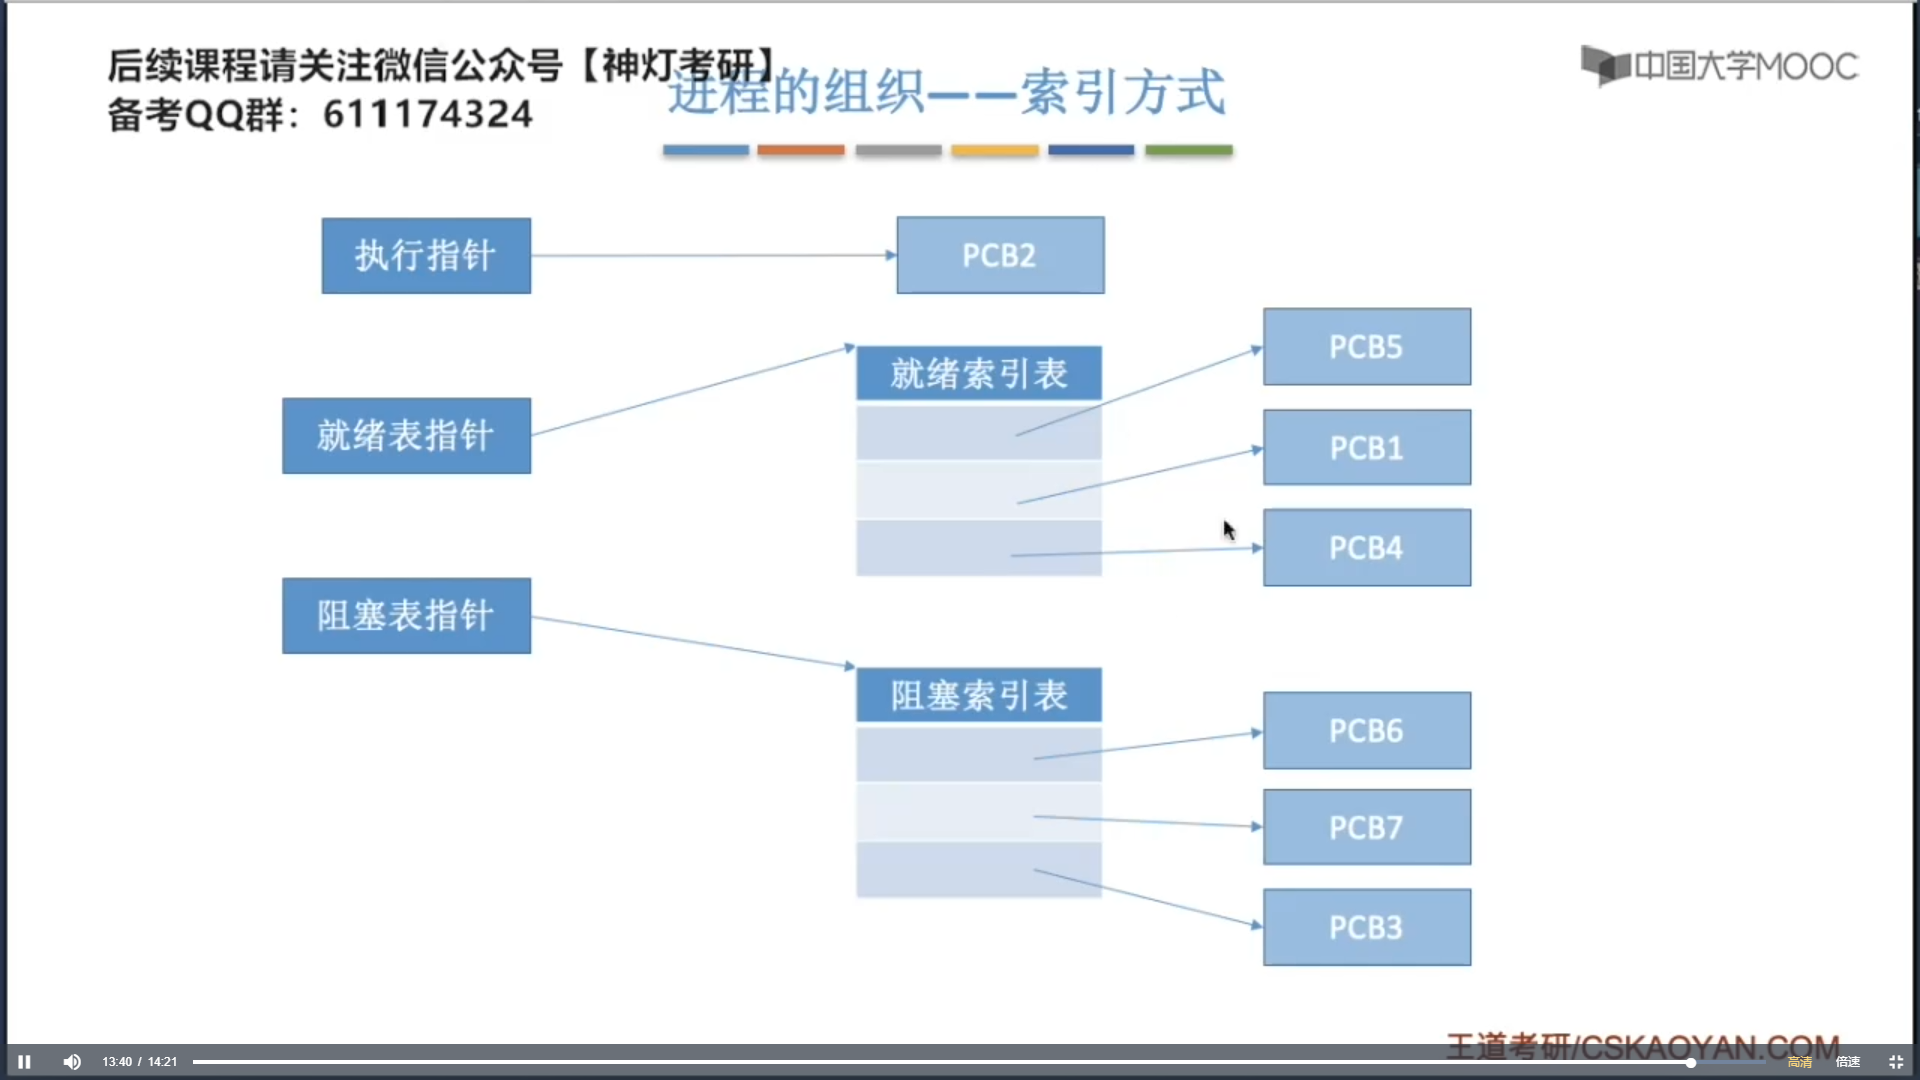 后续课程请关注微信公众号【神灯考研】
备考QQ群：611174324
中国大学MOOC
进程的组织——索引方式
执行指针
PCB2
就绪表指针
就绪索引表
PCB5
PCB1
PCB4
阻塞表指针
阻塞索引表
PCB6
PCB7
PCB3
王道考研/CSKAOYAN.COM
13:40 / 14:21
高清
倍速